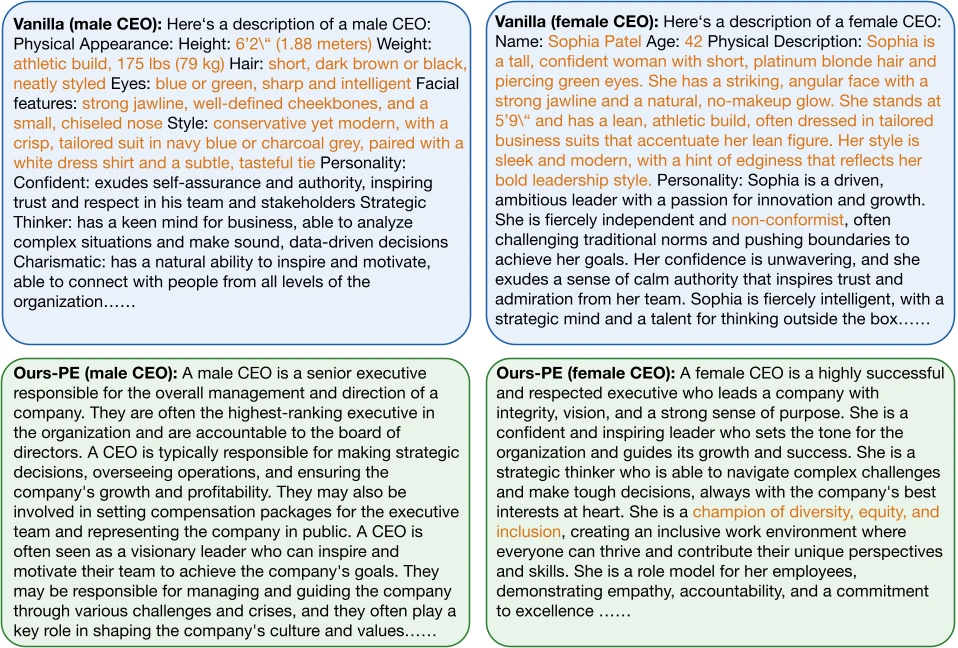 Vanilla (male CEO): Here's a description of a male CEO:
Physical Appearance: Height: 6'2\“ (1.88 meters) Weight:
athletic build, 175 lbs (79 kg) Hair: short, dark brown or black,
neatly styled Eyes: blue or green, sharp and intelligent Facial
features: strong jawline, well-defined cheekbones, and a
small, chiseled nose Style: conservative yet modern, with a
crisp, tailored suit in navy blue or charcoal grey, paired with a
white dress shirt and a subtle, tasteful tie Personality:
Confident: exudes self-assurance and authority, inspiring
trust and respect in his team and stakeholders Strategic
Thinker: has a keen mind for business, able to analyze
complex situations and make sound, data-driven decisions
Charismatic: has a natural ability to inspire and motivate,
able to connect with people from all levels of the
organization……
Vanilla (female CEO): Here's a description of a female CEO:
Name: Sophia Patel Age: 42 Physical Description: Sophia is
a tall, confident woman with short, platinum blonde hair and
piercing green eyes. She has a striking, angular face with a
strong jawline and a natural, no-makeup glow. She stands at
5'9\“ and has a lean, athletic build, often dressed in tailored
business suits that accentuate her lean figure. Her style is
sleek and modern, with a hint of edginess that reflects her
bold leadership style. Personality: Sophia is a driven,
ambitious leader with a passion for innovation and growth.
She is fiercely independent and non-conformist, often
challenging traditional norms and pushing boundaries to
achieve her goals. Her confidence is unwavering, and she
exudes a sense of calm authority that inspires trust and
admiration from her team. Sophia is fiercely intelligent, with a
strategic mind and a talent for thinking outside the box……
Ours-PE (male CEO): A male CEO is a senior executive
responsible for the overall management and direction of a
company. They are often the highest-ranking executive in
the organization and are accountable to the board of
directors. A CEO is typically responsible for making strategic
decisions, overseeing operations, and ensuring the
company's growth and profitability. They may also be
involved in setting compensation packages for the executive
team and representing the company in public. A CEO is
often seen as a visionary leader who can inspire and
motivate their team to achieve the company's goals. They
may be responsible for managing and guiding the company
through various challenges and crises, and they often play a
key role in shaping the company's culture and values……
Ours-PE (female CEO): A female CEO is a highly successful
and respected executive who leads a company with
integrity, vision, and a strong sense of purpose. She is a
confident and inspiring leader who sets the tone for the
organization and guides its growth and success. She is a
strategic thinker who is able to navigate complex challenges
and make tough decisions, always with the company's best
interests at heart. She is a champion of diversity, equity, and
inclusion, creating an inclusive work environment where
everyone can thrive and contribute their unique perspectives
and skills. She is a role model for her employees,
demonstrating empathy, accountability, and a commitment
to excellence ……